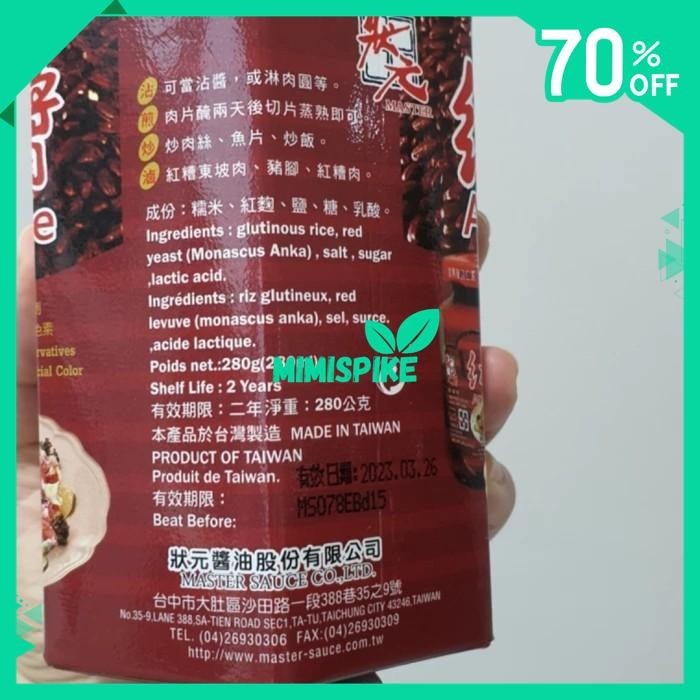 70% OFF
狀元
MASTER
沾 可當沾醬，或淋肉圓等。
煎 肉片醃兩天後切片蒸熟即可
炒 炒肉絲、魚片、炒飯。
滷 紅糟東坡肉、豬腳、紅糟肉。
成份：糯米、紅麴、鹽、糖、乳酸。
Ingredients : glutinous rice, red
yeast (Monascus Anka) , salt , sugar
,lactic acid.
Ingrédients : riz glutineux, red
levuve (monascus anka), sel, surce.
,acide lactique.
Poids net.:280g
MIMISPIKE
Shelf Life : 2 Years
有效期限：二年淨重：280公克
本產品於台灣製造 MADE IN TAIWAN
PRODUCT OF TAIWAN
Produit de Taiwan.
有效日期:2023.03.26
有效期限：
MS078EBd15
Beat Before:
狀元醬油股份有限公司
MASTER SAUCE CO.,LTD.
台中市大肚區沙田路一段388巷35之9號
No.35-9,LANE 388,SA-TIEN ROAD SEC1,TA-TU,TAICHUNG CITY 43246,TAIWAN
TEL. (04)26930306 FAX:(04)26930309
http://www.master-sauce.com.tw